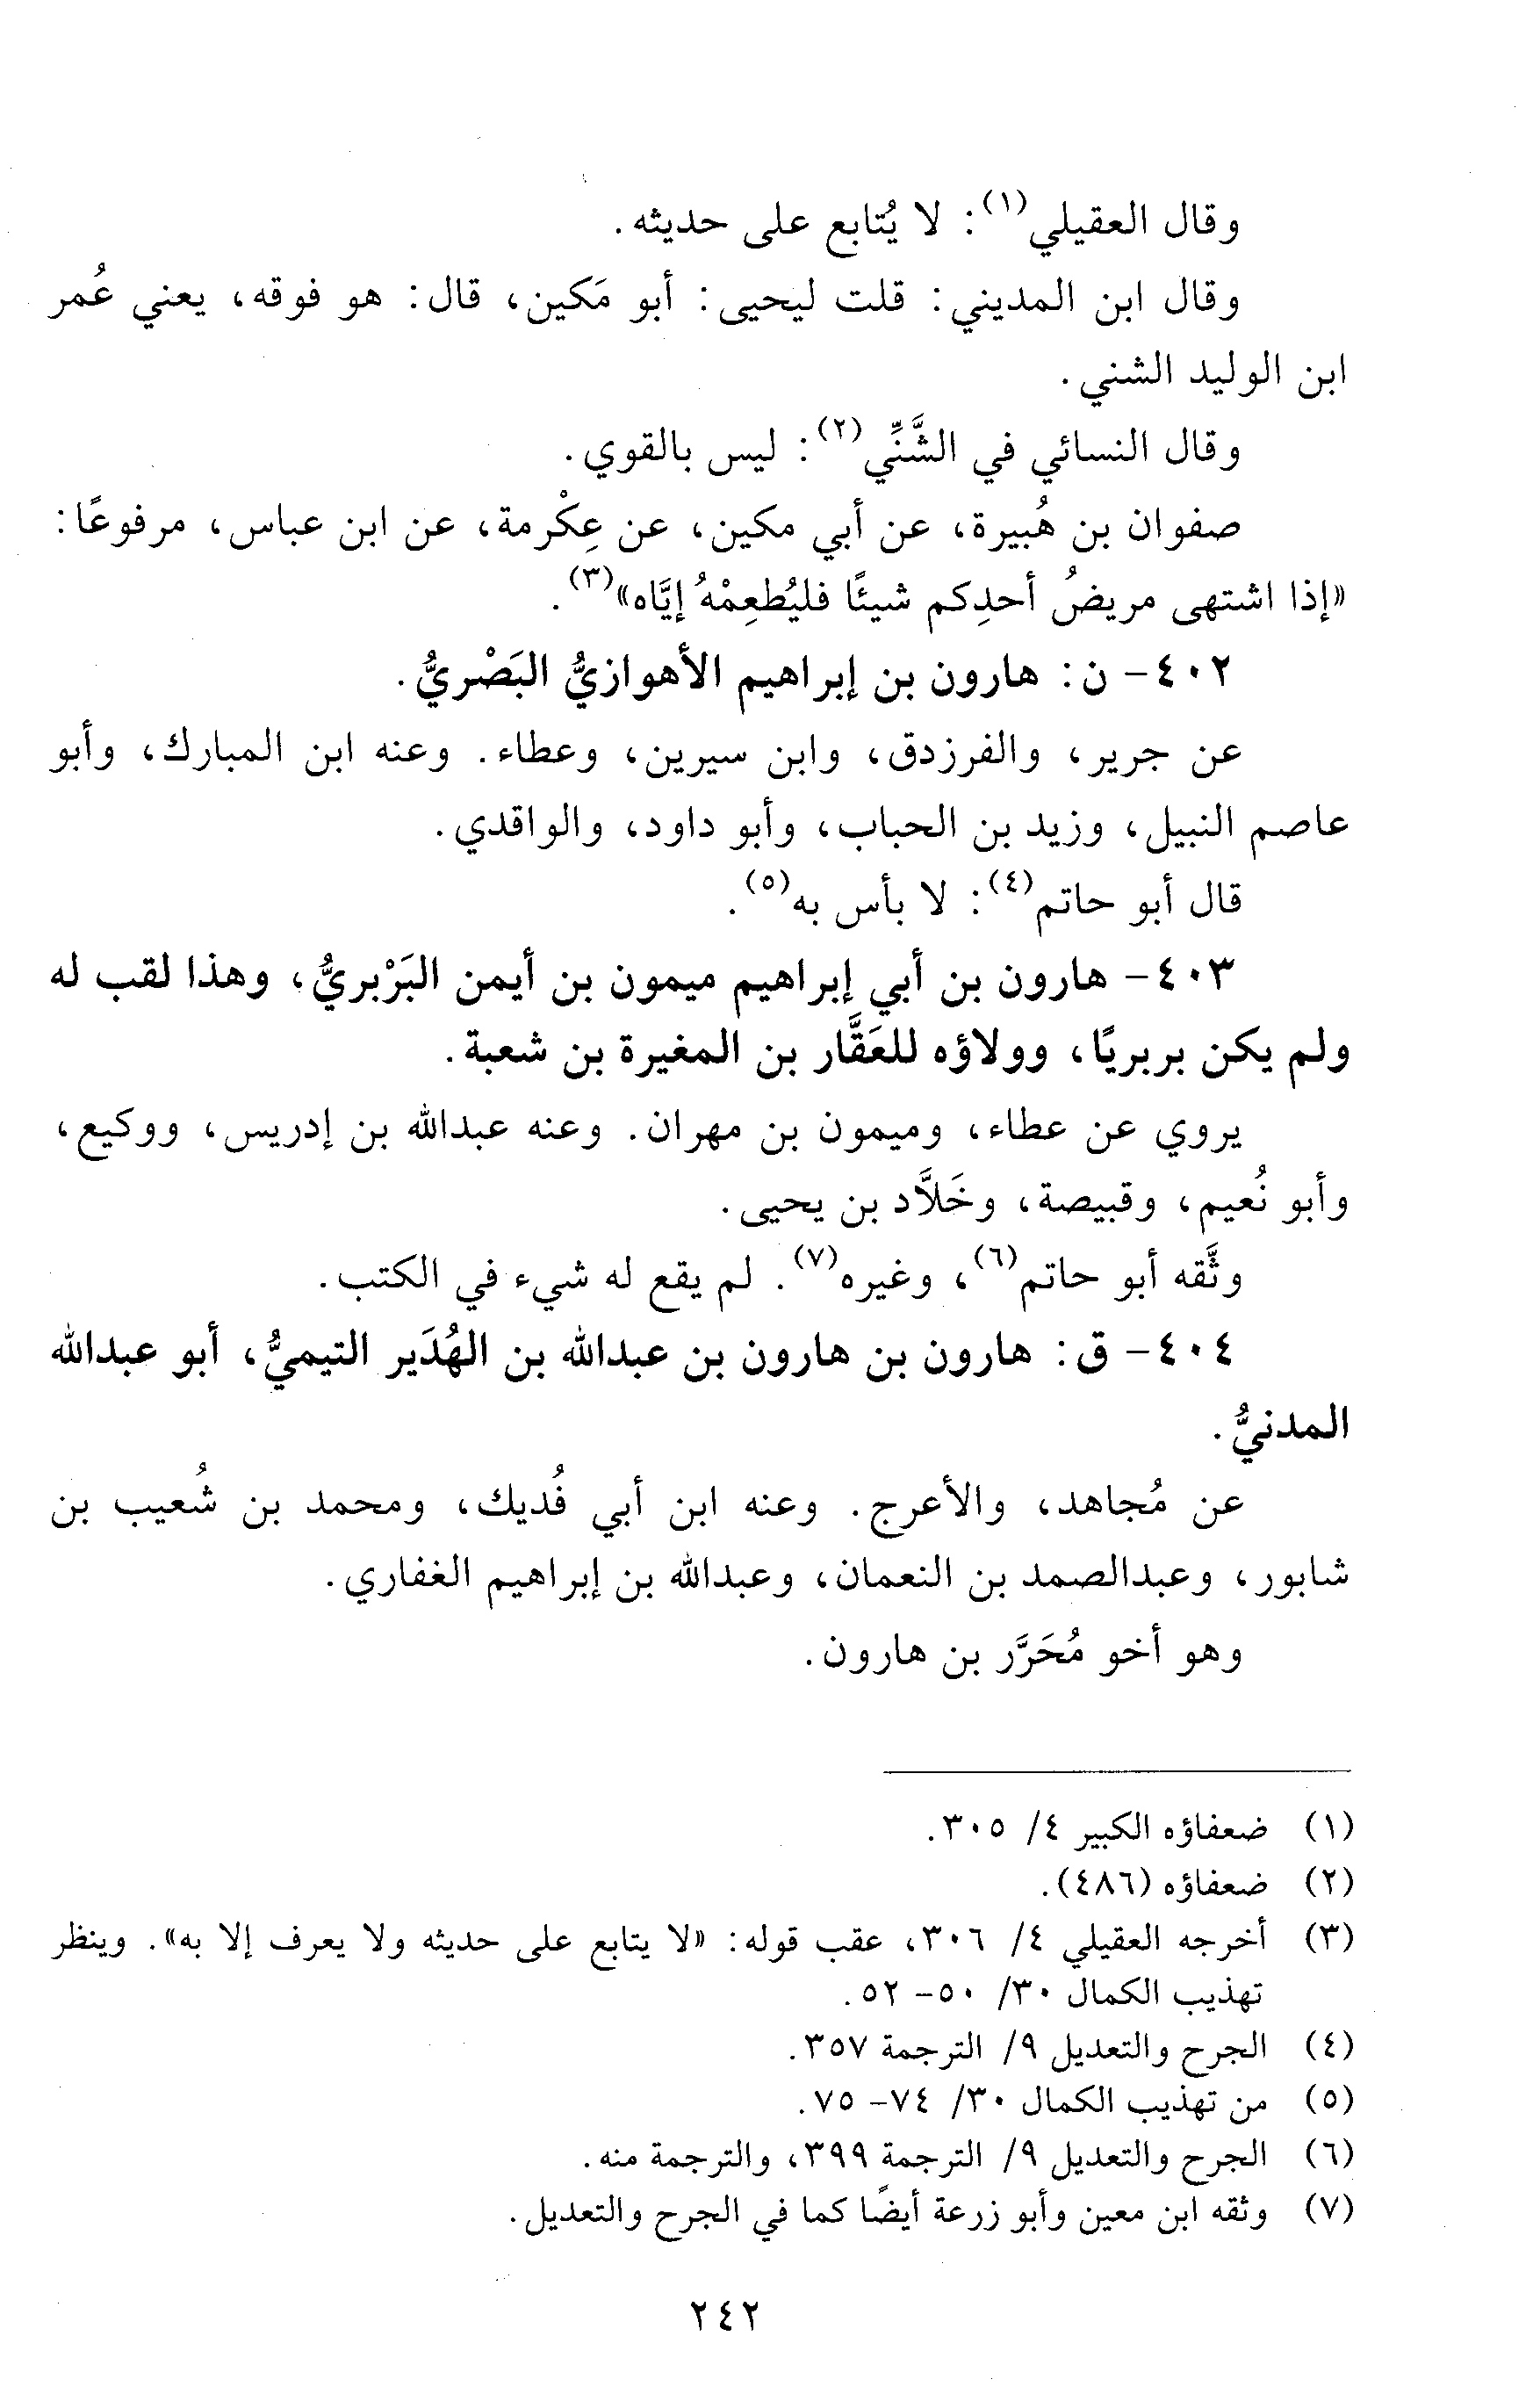 وقال العقيلي(١): لا يُتابع على حديثه.
وقال ابن المديني: قلت ليحيى: أبو مَكين، قال: هو فوقه، يعني عُمر
ابن الوليد الشني.
وقال النسائي في الشَّنِّي(٢): ليس بالقوي.
صفوان بن هُبيرة، عن أبي مكين، عن عِكْرمة، عن ابن عباس، مرفوعًا:
«إذا اشتهى مريضُ أحدِكم شيئًا فليُطعِمْهُ إيَّاه»(٣).
٤٠٢- ن: هارون بن إبراهيم الأهوازيُّ البَصْريُّ.
عن جرير، والفرزدق، وابن سيرين، وعطاء. وعنه ابن المبارك، وأبو
عاصم النبيل، وزيد بن الحباب، وأبو داود، والواقدي.
قال أبو حاتم(٤): لا بأس به(٥).
٤٠٣- هارون بن أبي إبراهيم ميمون بن أيمن البَرْبريُّ، وهذا لقب له
ولم يكن بربريًا، وولاؤه للعَقَّار بن المغيرة بن شعبة.
يروي عن عطاء، وميمون بن مهران. وعنه عبدالله بن إدريس، ووكيع،
وأبو نُعيم، وقبيصة، وخَلاَّد بن يحيى.
وثَّقه أبو حاتم(٦)، وغيره(٧). لم يقع له شيء في الكتب.
٤٠٤- ق: هارون بن هارون بن عبدالله بن الهُدَير التيميُّ، أبو عبدالله
المدنيُّ.
عن مُجاهد، والأعرج. وعنه ابن أبي فُديك، ومحمد بن شُعيب بن
شابور، وعبدالصمد بن النعمان، وعبدالله بن إبراهيم الغفاري.
وهو أخو مُحَرَّر بن هارون.
(١) ضعفاؤه الكبير ٤/ ٣٠٥.
(٢) ضعفاؤه (٤٨٦).
(٣) أخرجه العقيلي ٤/ ٣٠٦، عقب قوله: «لا يتابع على حديثه ولا يعرف إلا به». وينظر
تهذيب الكمال ٣٠/ ٥٠- ٥٢.
(٤) الجرح والتعديل ٩/ الترجمة ٣٥٧.
(٥) من تهذيب الكمال ٣٠/ ٧٤- ٧٥.
(٦) الجرح والتعديل ٩/ الترجمة ٣٩٩، والترجمة منه.
(٧) وثقه ابن معين وأبو زرعة أيضًا كما في الجرح والتعديل.
٢٤٢